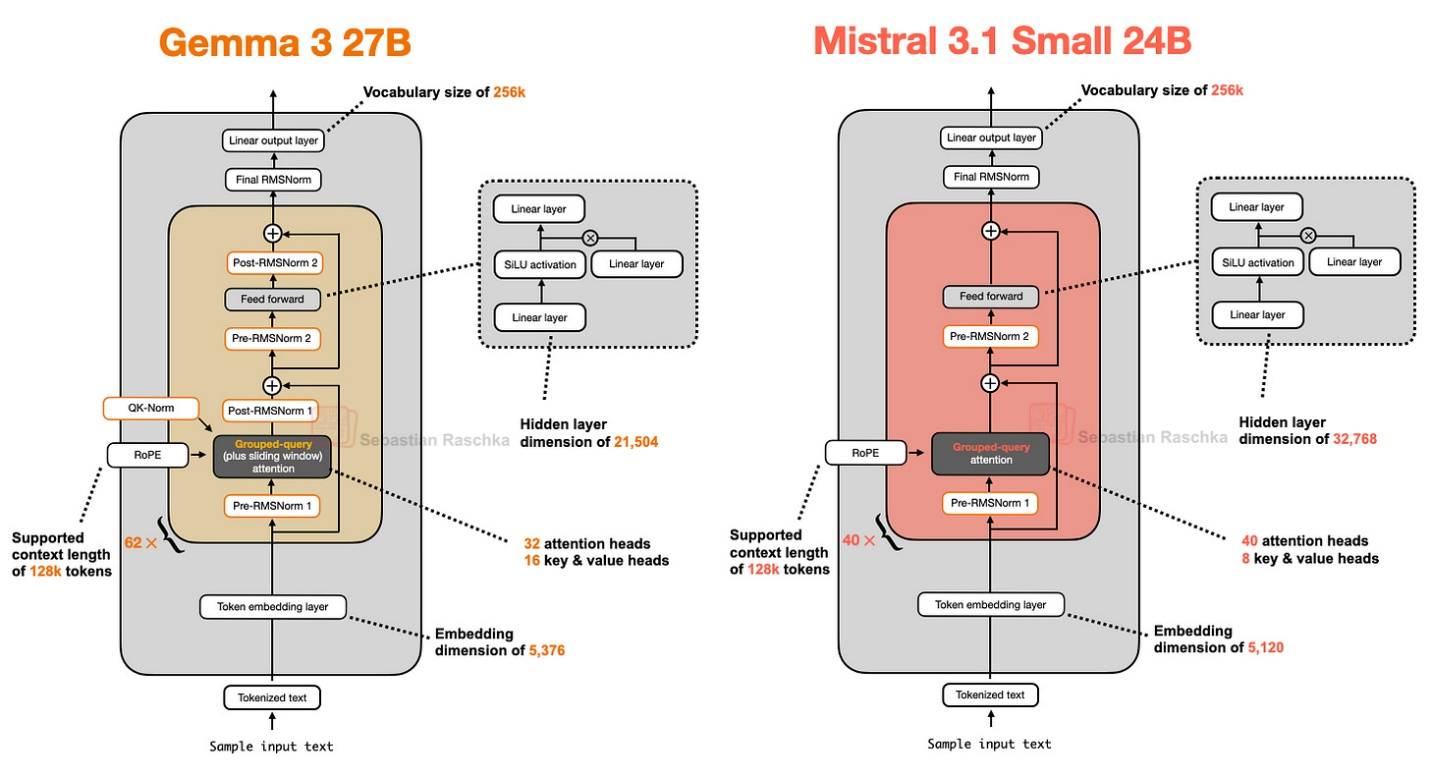 Gemma 3 27B
Vocabulary size of 256k
Linear output layer
Final RMSNorm
Post-RMSNorm 2
Feed forward
Pre-RMSNorm 2
Linear layer
SiLU activation
Linear layer
Linear layer
Hidden layer
dimension of 21,504
QK-Norm
Post-RMSNorm 1
Sebastian Raschka
RoPE
Grouped-query
(plus sliding window)
attention
Pre-RMSNorm 1
Supported
context length
of 128k tokens
62 ×
32 attention heads
16 key & value heads
Token embedding layer
Embedding
dimension of 5,376
Tokenized text
Sample input text
Mistral 3.1 Small 24B
Vocabulary size of 256k
Linear output layer
Final RMSNorm
Feed forward
Pre-RMSNorm 2
Linear layer
SiLU activation
Linear layer
Linear layer
Hidden layer
dimension of 32,768
Sebastian Raschka
RoPE
Grouped-query
attention
Pre-RMSNorm 1
Supported
context length
of 128k tokens
40 ×
40 attention heads
8 key & value heads
Token embedding layer
Embedding
dimension of 5,120
Tokenized text
Sample input text